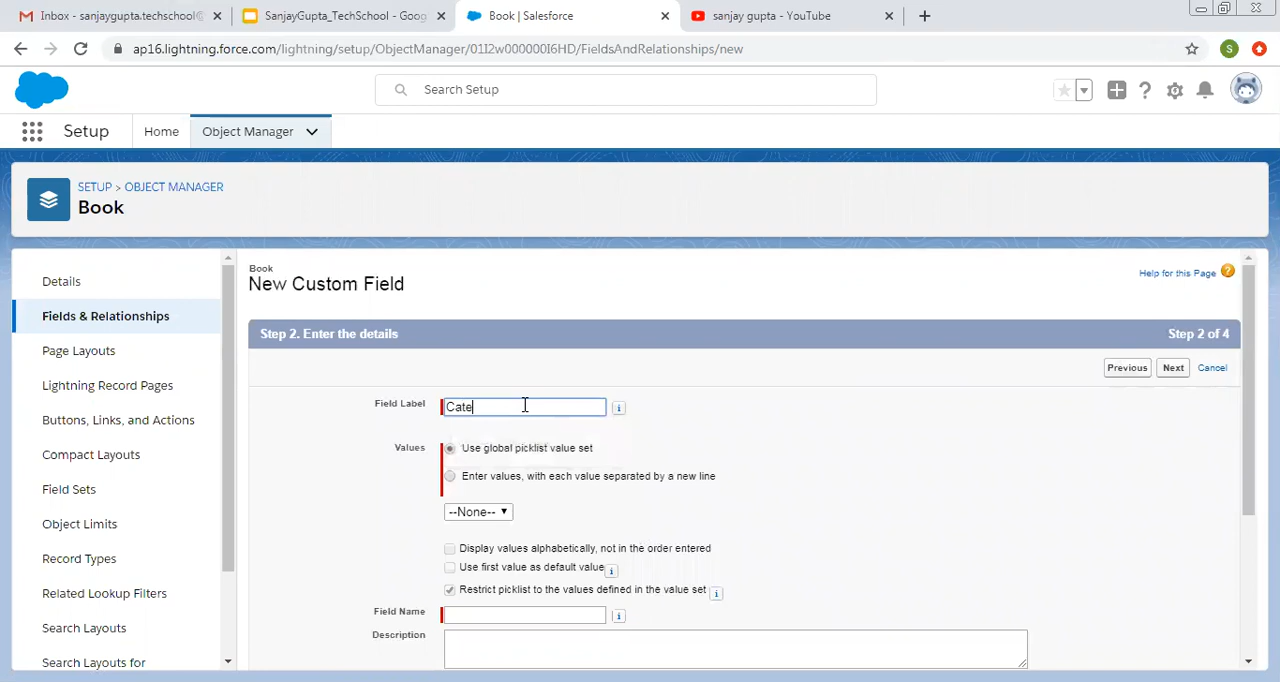 Inbox - sanjaygupta.techschool@
SanjayGupta_TechSchool - Goog
Book | Salesforce
sanjay gupta - YouTube
ap16.lightning.force.com/lightning/setup/ObjectManager/01I2w000000I6HD/FieldsAndRelationships/new
S
Search Setup
Setup
Home
Object Manager
SETUP > OBJECT MANAGER
Book
Details
Fields & Relationships
Page Layouts
Lightning Record Pages
Buttons, Links, and Actions
Compact Layouts
Field Sets
Object Limits
Record Types
Related Lookup Filters
Search Layouts
Search Layouts for
Book
New Custom Field
Help for this Page
Step 2. Enter the details
Step 2 of 4
Previous
Next
Cancel
Field Label
Cate
Values
Use global picklist value set
Enter values, with each value separated by a new line
--None--
Display values alphabetically, not in the order entered
Use first value as default value
Restrict picklist to the values defined in the value set
Field Name
Description